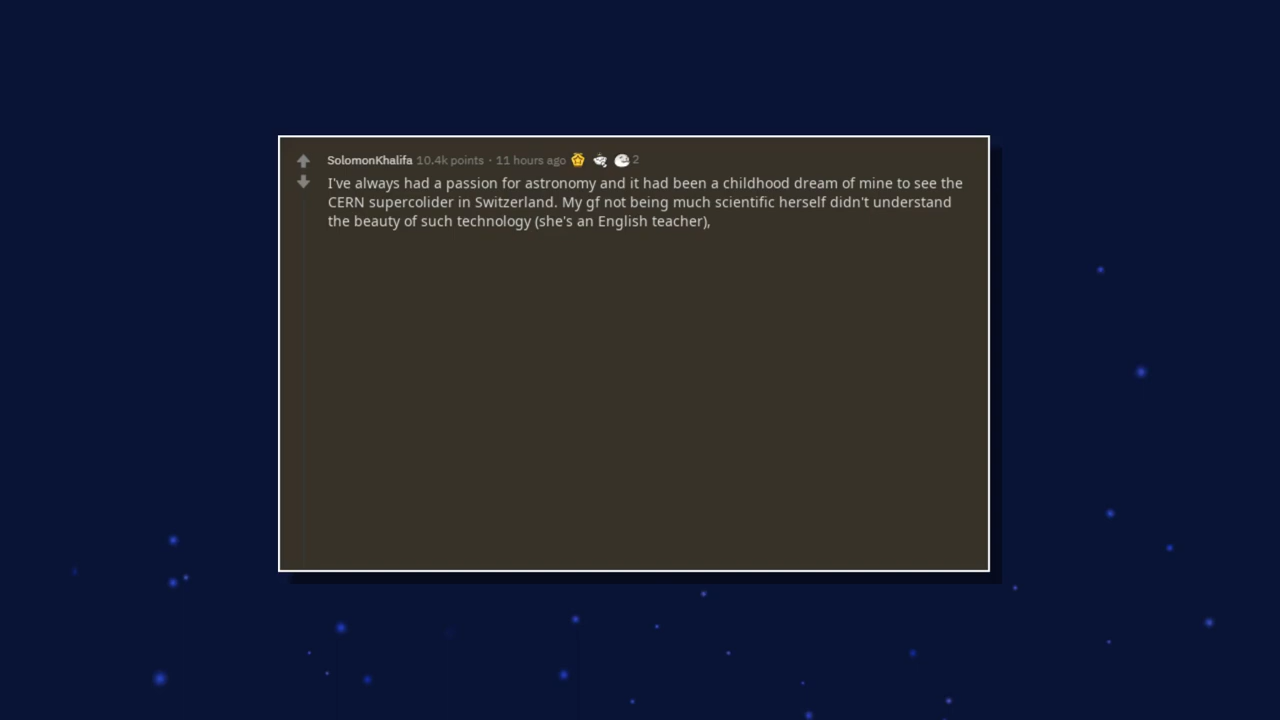 SolomonKhalifa 10.4k points · 11 hours ago 2
I've always had a passion for astronomy and it had been a childhood dream of mine to see the
CERN supercolider in Switzerland. My gf not being much scientific herself didn't understand
the beauty of such technology (she's an English teacher),